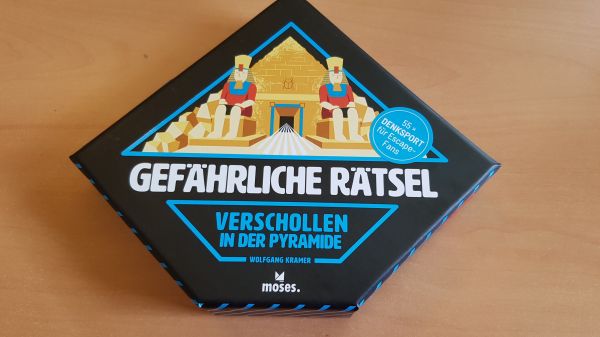 55 x
DENKSPORT
für Escape-
Fans
GEFÄHRLICHE RÄTSEL
VERSCHOLLEN
IN DER PYRAMIDE
WOLFGANG KRAMER
moses.